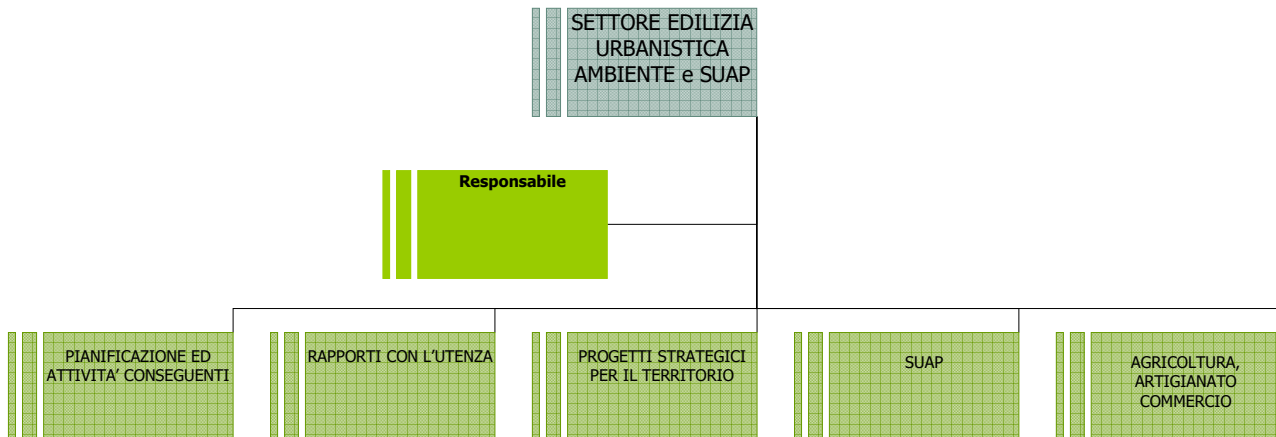 SETTORE EDILIZIA
URBANISTICA
AMBIENTE e SUAP
Responsabile
PIANIFICAZIONE ED
ATTIVITA’ CONSEGUENTI
RAPPORTI CON L’UTENZA
PROGETTI STRATEGICI
PER IL TERRITORIO
SUAP
AGRICOLTURA,
ARTIGIANATO
COMMERCIO